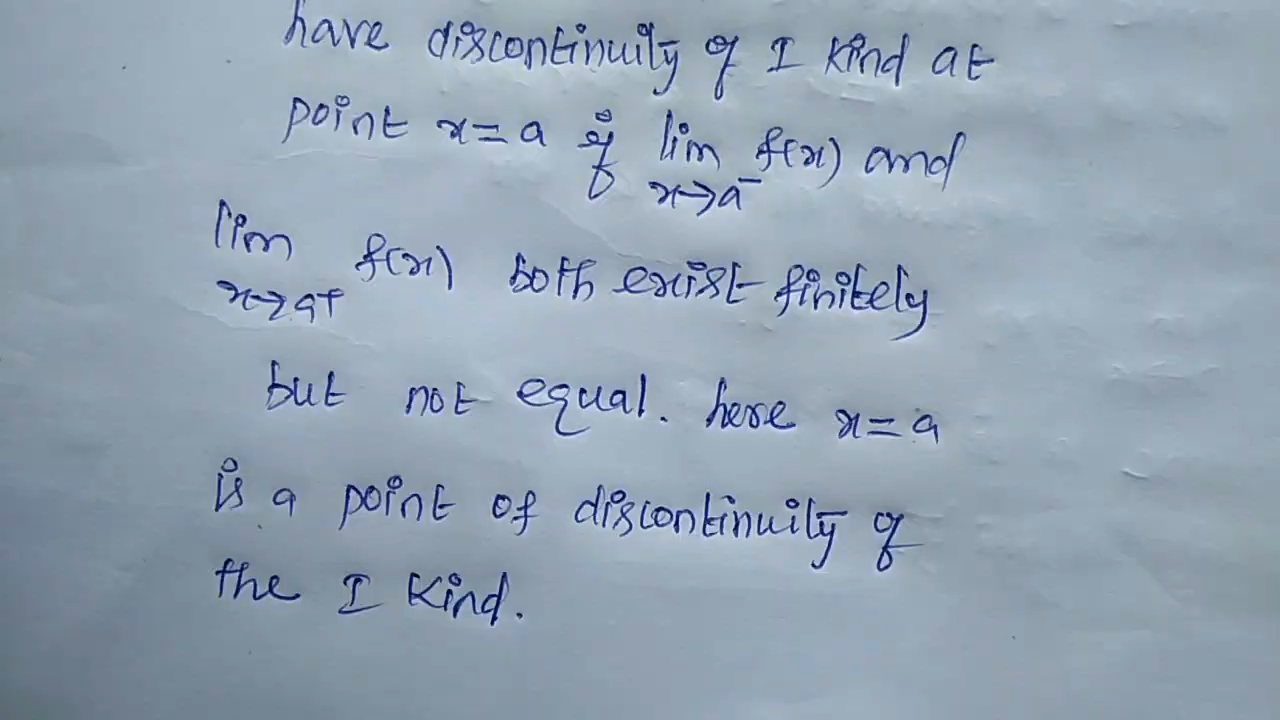 have discontinuity of I kind at
point x=a if lim f(x) and
x→a⁻
lim f(x) both exist finitely
x→a+
but not equal. here x=a
is a point of discontinuity of
the I kind.